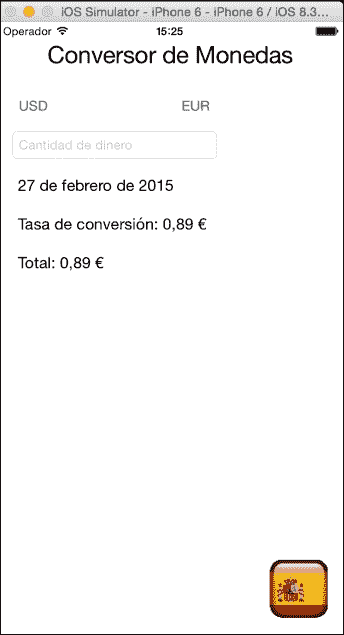 iOS Simulator - iPhone 6 - iPhone 6 / iOS 8.3...
Operador 15:25
Conversor de Monedas
USD EUR
Cantidad de dinero
27 de febrero de 2015
Tasa de conversión: 0,89 €
Total: 0,89 €